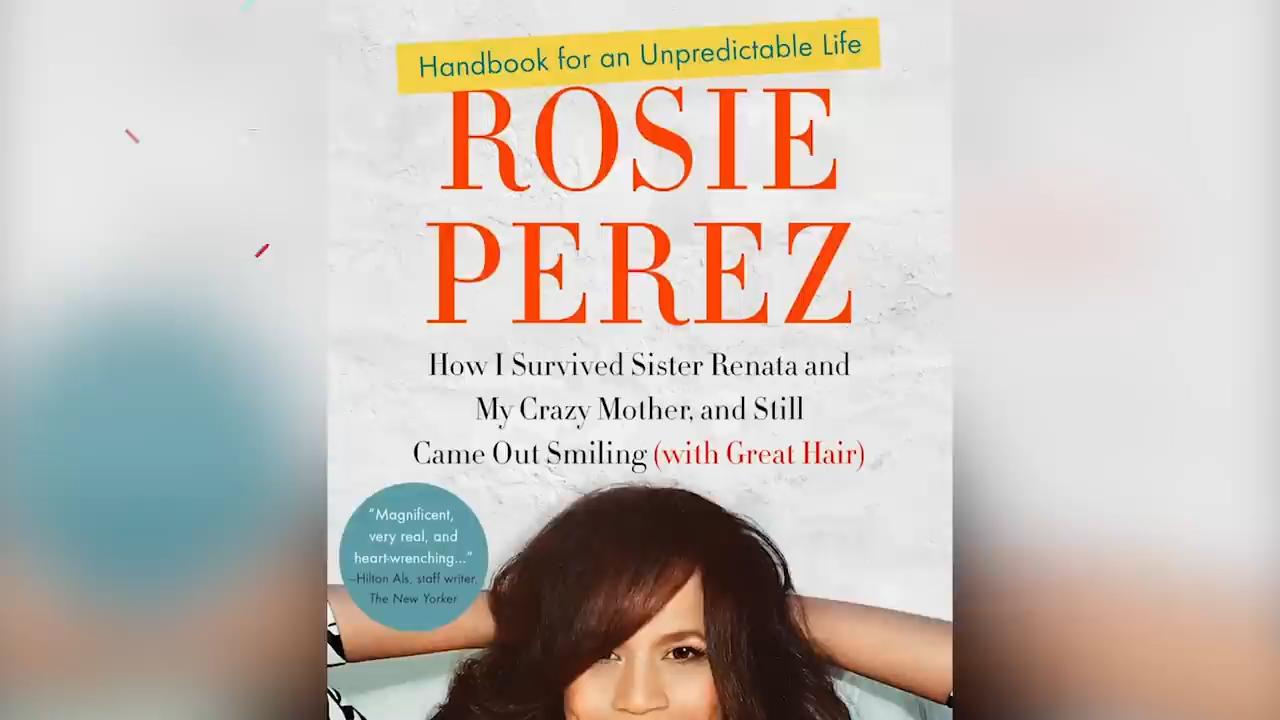 Handbook for an Unpredictable Life
ROSIE
PEREZ
How I Survived Sister Renata and
My Crazy Mother, and Still
Came Out Smiling (with Great Hair)
“Magnificent,
very real, and
heart-wrenching...”
—Hilton Als, staff writer,
The New Yorker